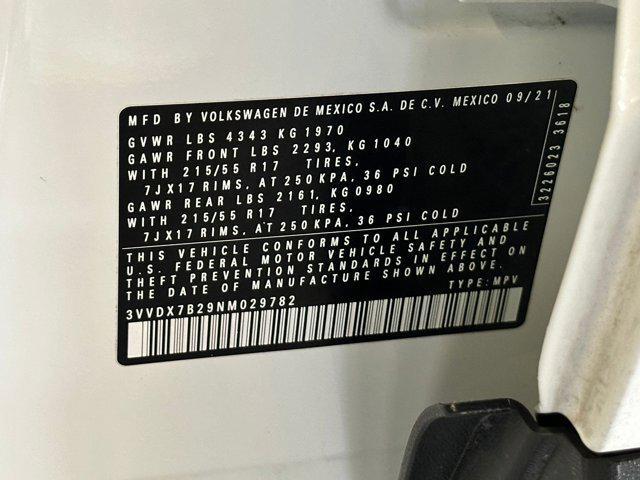 MFD BY VOLKSWAGEN DE MEXICO S.A. DE C.V. MEXICO 09/21
GVWR LBS 4343 KG 1970
GAWR FRONT LBS 2293, KG 1040
WITH 215/55 R17 TIRES,
7JX17 RIMS, AT 250 KPA, 36 PSI COLD
GAWR REAR LBS 2161, KG0980
WITH 215/55 R17 TIRES,
7JX17 RIMS, AT 250KPA, 36 PSI COLD
THIS VEHICLE CONFORMS TO ALL APPLICABLE
U.S. FEDERAL MOTOR VEHICLE SAFETY AND
THEFT PREVENTION STANDARDS IN EFFECT ON
THE DATE OF MANUFACTURE SHOWN ABOVE.
3VVDX7B29NM029782 TYPE: MPV
3226023 3618